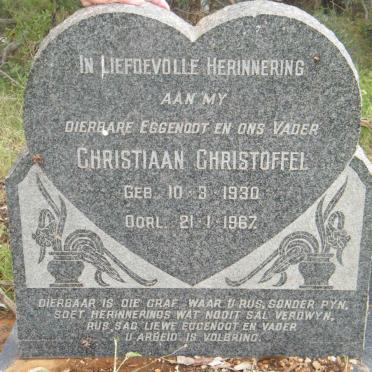 IN LIEFDEVOLLE HERINNERING
AAN MY
DIERBARE EGGENOOT EN ONS VADER
CHRISTIAAN CHRISTOFFEL
GEB. 10-3-1930
OORL. 21-1-1967
DIERBAAR IS DIE GRAF WAAR U RUS, SONDER PYN,
SOET HERINNERINGS WAT NOOIT SAL VERDWYN,
RUS SAG LIEWE EGGENOOT EN VADER
U ARBEID IS VOLBRING.